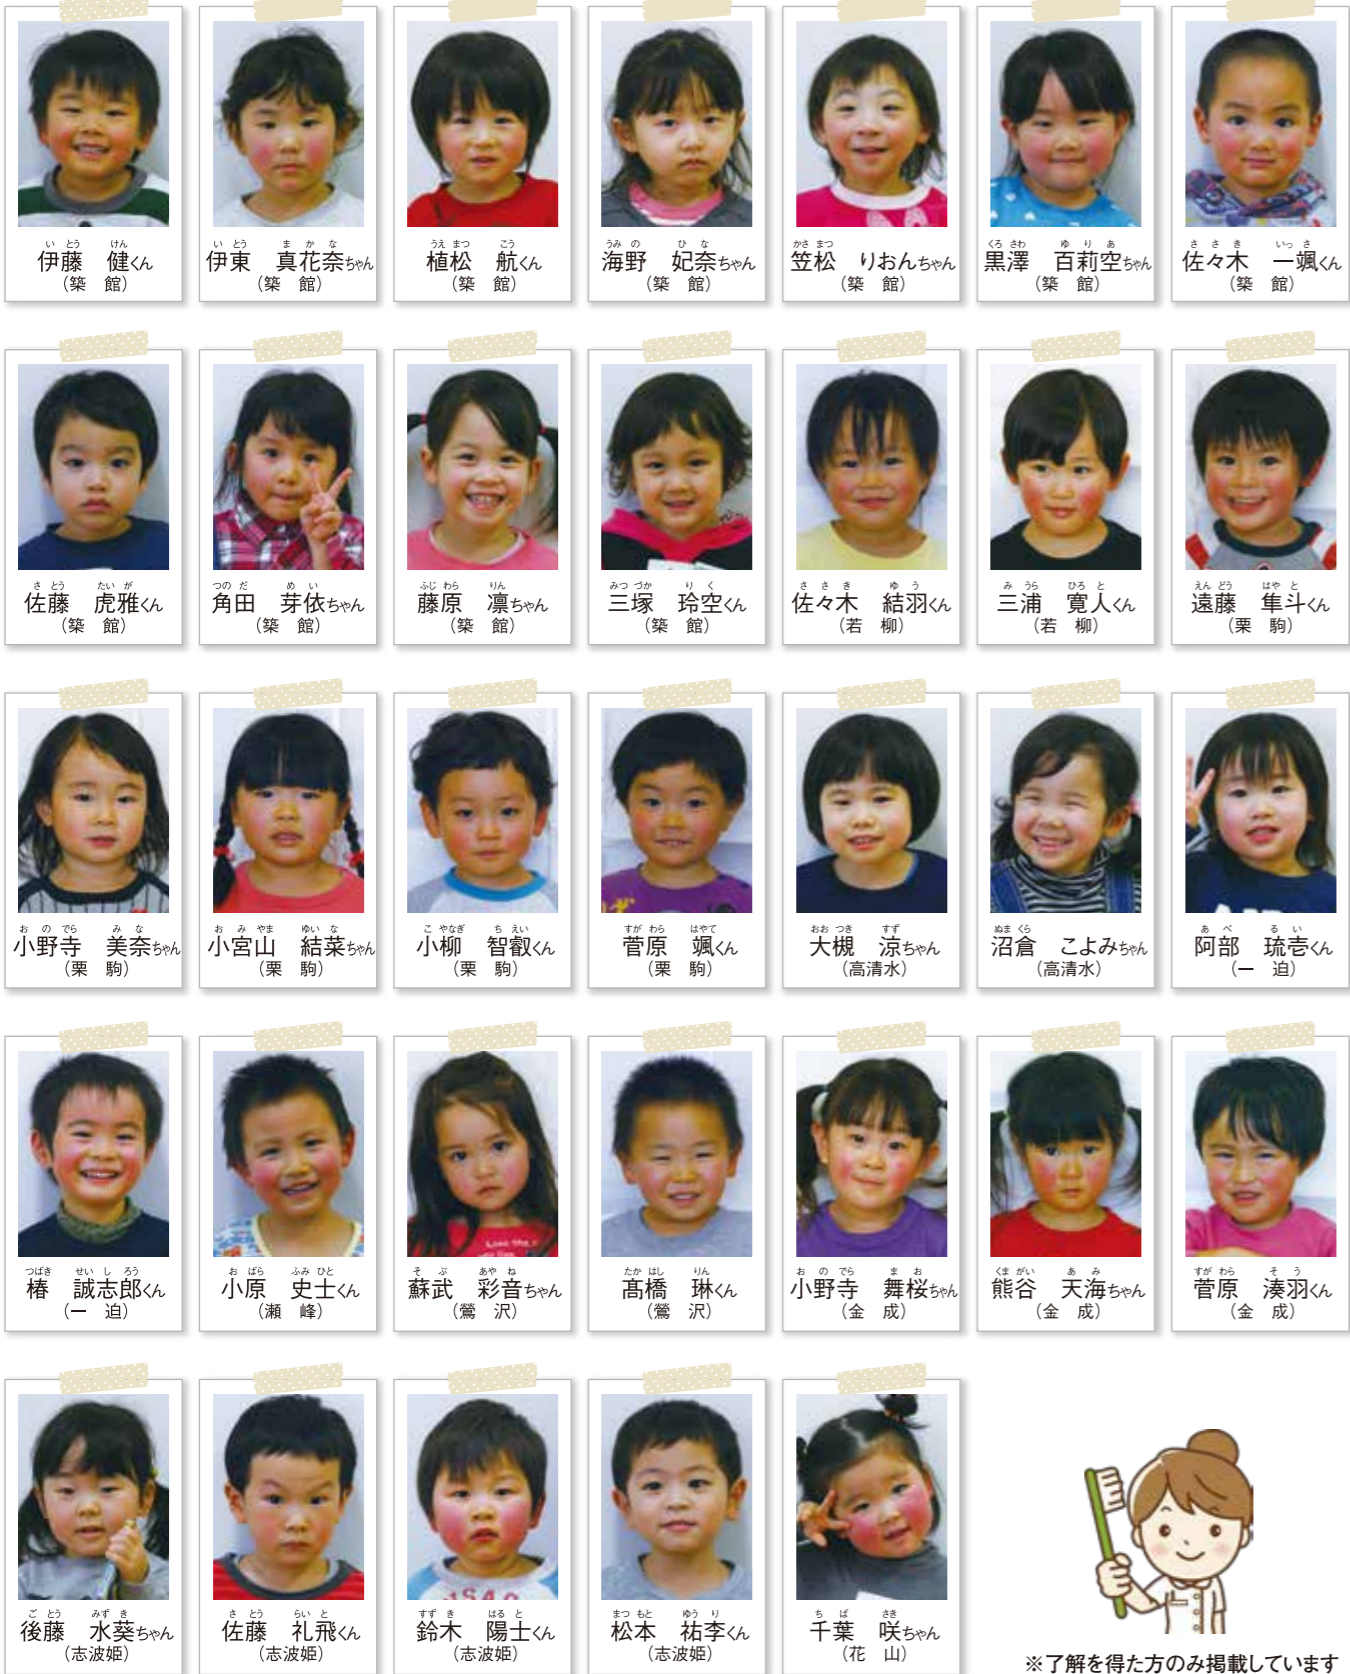 い とう けん
伊藤 健くん
(築 館)
い とう ま か な
伊東 真花奈ちゃん
(築 館)
うえ まつ こう
植松 航くん
(築 館)
うみ の ひ な
海野 妃奈ちゃん
(築 館)
かさ まつ
笠松 りおんちゃん
(築 館)
くろ さわ ゆ り あ
黒澤 百莉空ちゃん
(築 館)
さ さ き いっ さ
佐々木 一颯くん
(築 館)
さ とう たい が
佐藤 虎雅くん
(築 館)
つの だ め い
角田 芽依ちゃん
(築 館)
ふじ わら りん
藤原 凛ちゃん
(築 館)
みつ づか り く
三塚 玲空くん
(築 館)
さ さ き ゆ う
佐々木 結羽くん
(若 柳)
み うら ひろ と
三浦 寛人くん
(若 柳)
えん どう はや と
遠藤 隼斗くん
(栗 駒)
お の でら み な
小野寺 美奈ちゃん
(栗 駒)
お み やま ゆい な
小宮山 結菜ちゃん
(栗 駒)
こ やなぎ ち えい
小柳 智叡くん
(栗 駒)
すが わら はやて
菅原 颯くん
(栗 駒)
おお つき すず
大槻 涼ちゃん
(高清水)
ぬま くら
沼倉 こよみちゃん
(高清水)
あ べ る い
阿部 琉壱くん
(一 迫)
つばき せい し ろう
椿 誠志郎くん
(一 迫)
お ばら ふみ ひと
小原 史士くん
(瀬 峰)
そ ぶ あや ね
蘇武 彩音ちゃん
(鶯 沢)
たか はし りん
髙橋 琳くん
(鶯 沢)
お の でら ま お
小野寺 舞桜ちゃん
(金 成)
くま がい あ み
熊谷 天海ちゃん
(金 成)
すが わら そ う
菅原 湊羽くん
(金 成)
ご とう みず き
後藤 水葵ちゃん
(志波姫)
さ とう らい と
佐藤 礼飛くん
(志波姫)
すず き はる と
鈴木 陽士くん
(志波姫)
まつ もと ゆう り
松本 祐李くん
(志波姫)
ち ば さき
千葉 咲ちゃん
(花 山)
※了解を得た方のみ掲載しています